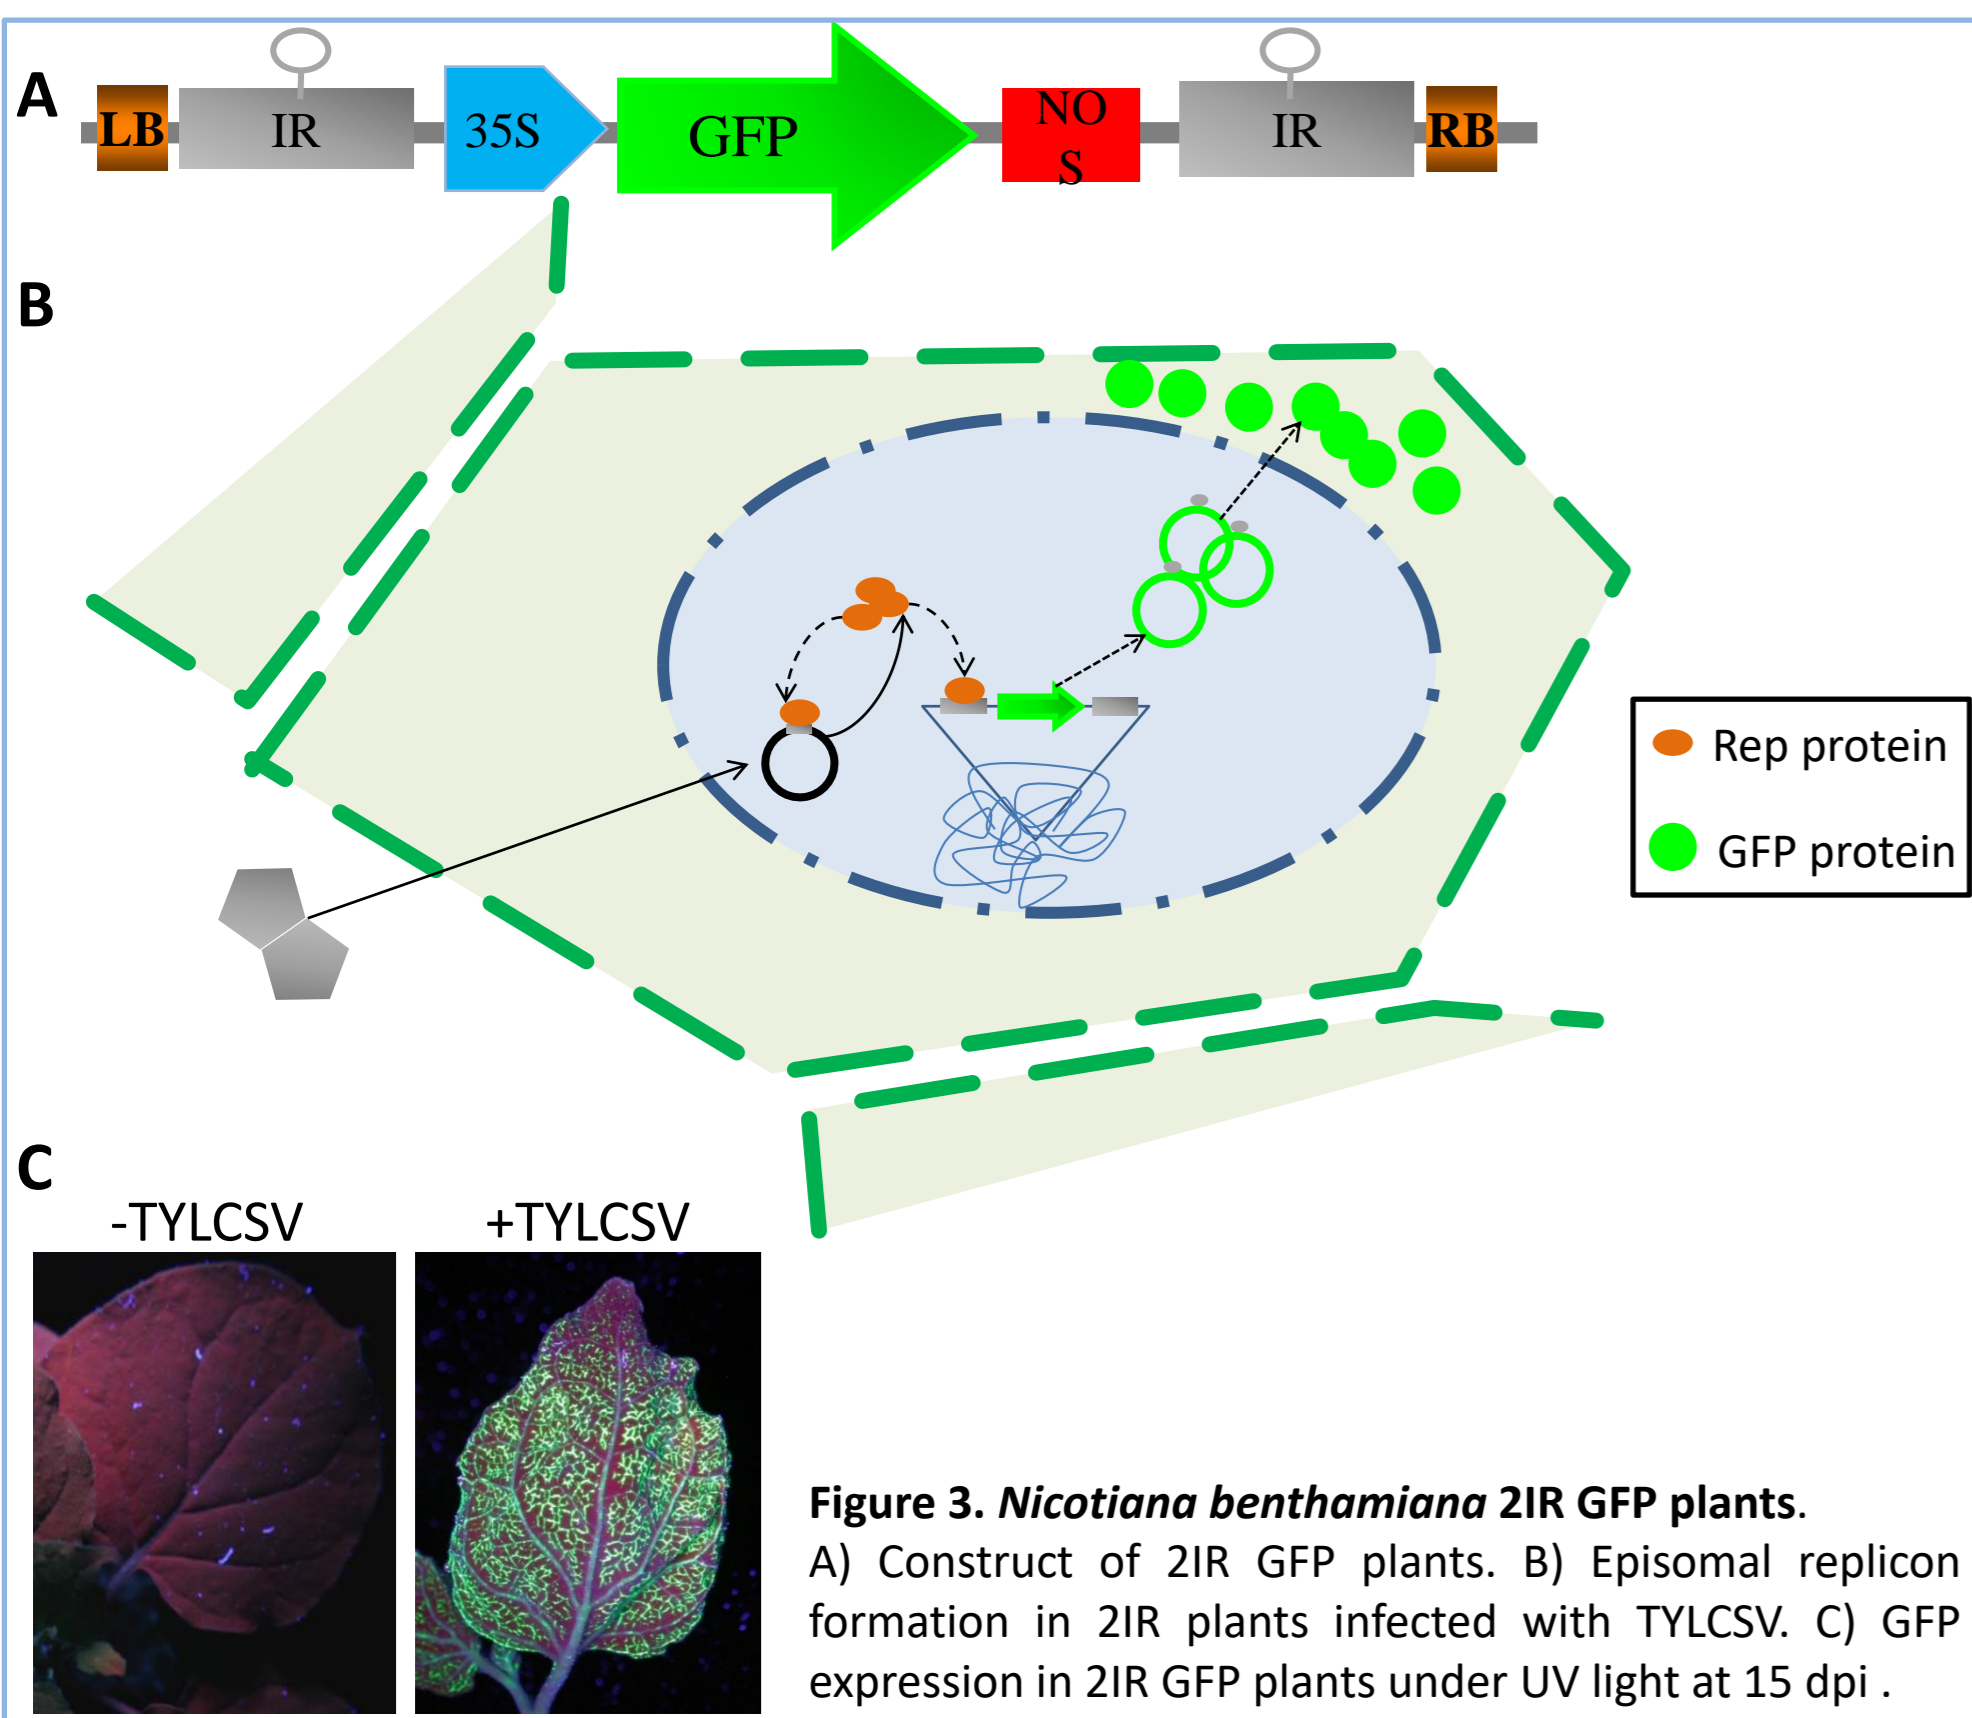 A
LB IR 35S GFP NO
S IR RB
B
Rep protein
GFP protein
C
-TYLCSV +TYLCSV
Figure 3. Nicotiana benthamiana 2IR GFP plants.
A) Construct of 2IR GFP plants. B) Episomal replicon
formation in 2IR plants infected with TYLCSV. C) GFP
expression in 2IR GFP plants under UV light at 15 dpi .